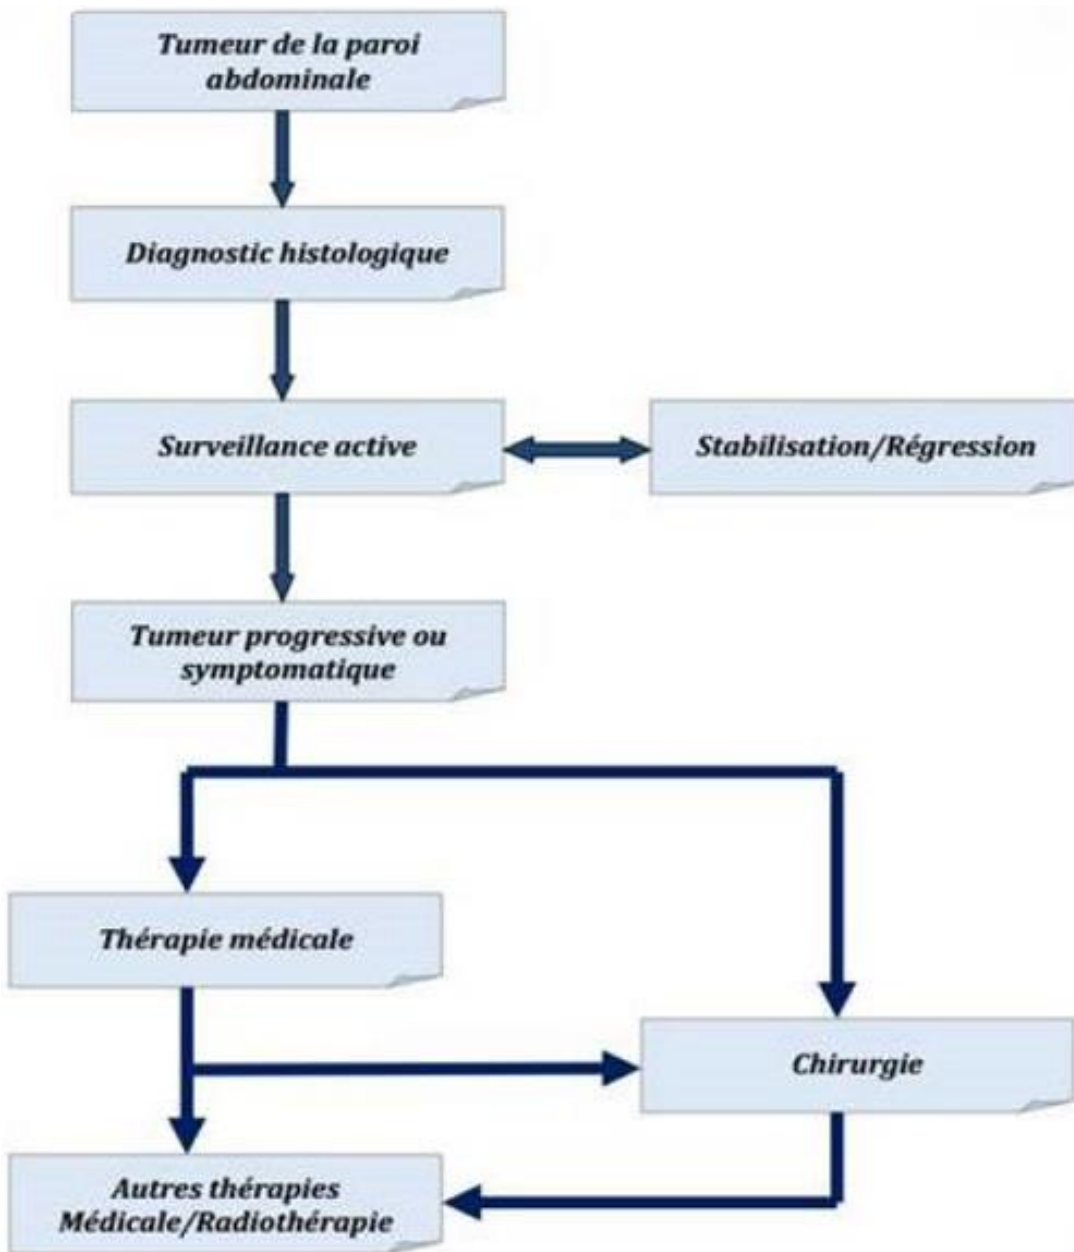 Tumeur de la paroi
abdominale
Diagnostic histologique
Surveillance active
Stabilisation/Régression
Tumeur progressive ou
symptomatique
Thérapie médicale
Chirurgie
Autres thérapies
Médicale/Radiothérapie